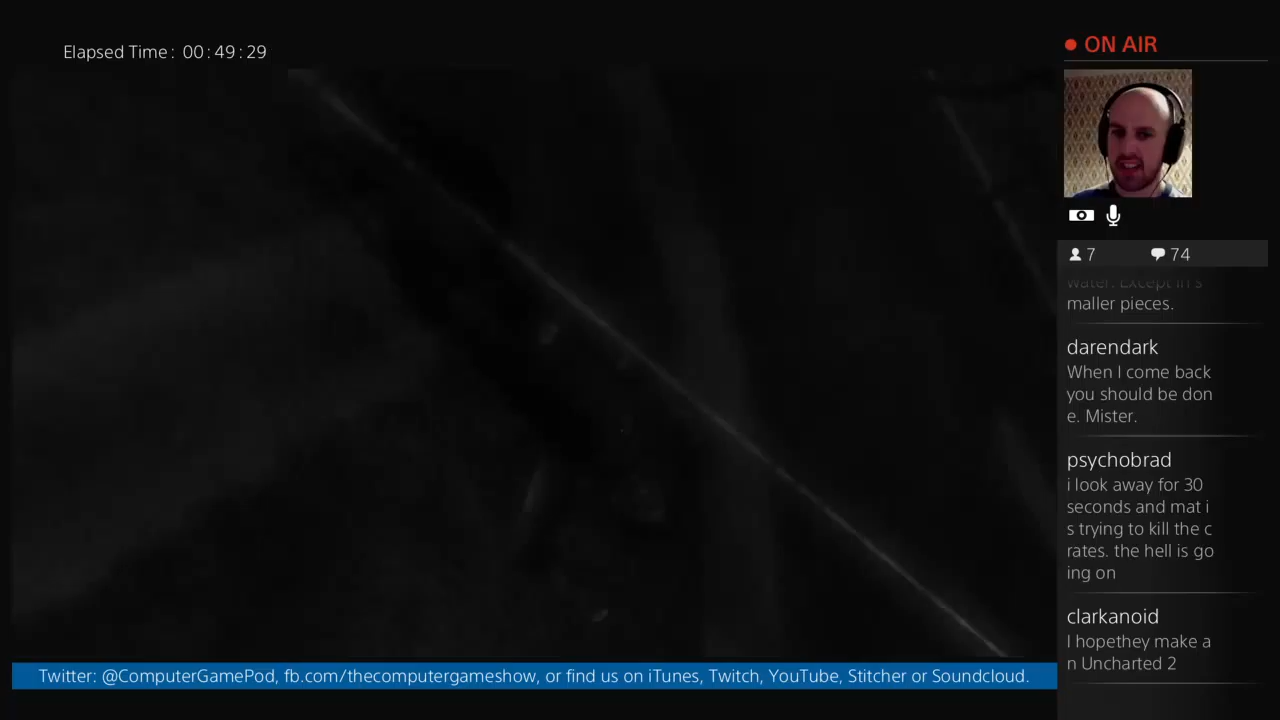 Elapsed Time: 00:49:29
ON AIR
7 74
water. Except in s
maller pieces.
darendark
When I come back
you should be don
e. Mister.
psychobrad
i look away for 30
seconds and mat i
s trying to kill the c
rates. the hell is go
ing on
clarkanoid
I hopethey make a
n Uncharted 2
Twitter: @ComputerGamePod, fb.com/thecomputergameshow, or find us on iTunes, Twitch, YouTube, Stitcher or Soundcloud.